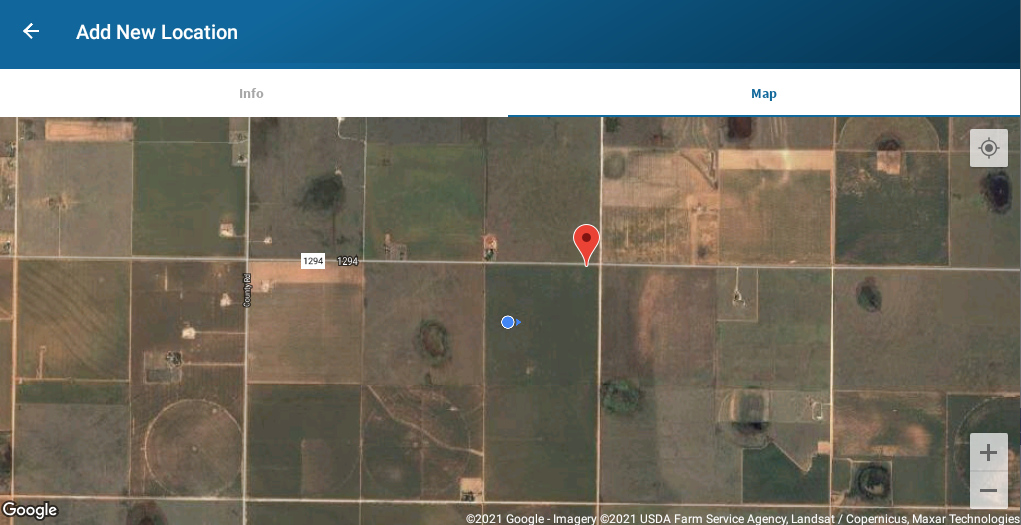 Add New Location
Info
Map
1294
1294
County Rd
Google
©2021 Google - Imagery ©2021 USDA Farm Service Agency, Landsat / Copernicus, Maxar Technologies